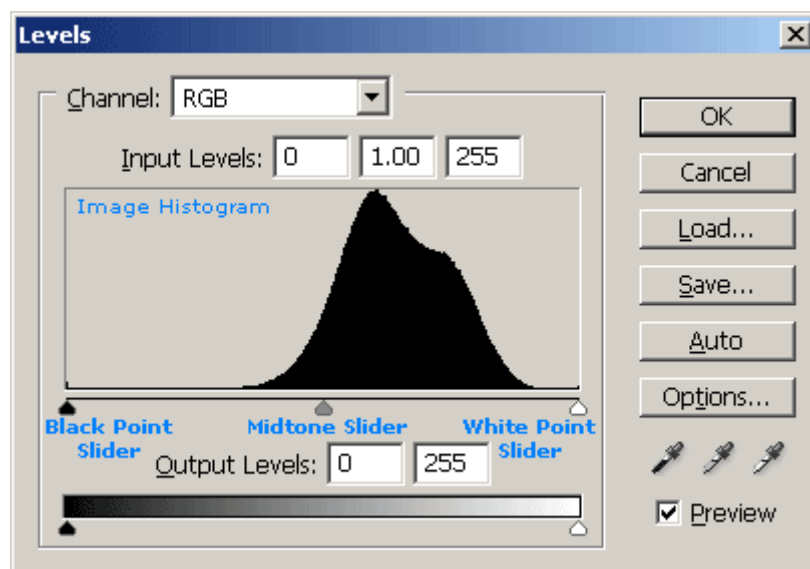 Levels
Channel: RGB
Input Levels: 0 1.00 255
Image Histogram
Black Point Slider
Midtone Slider
White Point Slider
Output Levels: 0 255
OK
Cancel
Load...
Save...
Auto
Options...
Preview